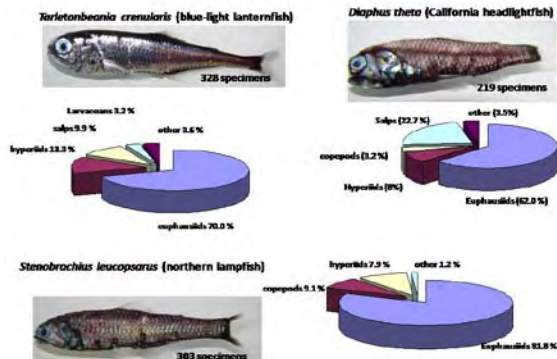 Tarletonbeania crenularis (blue-light lanternfish)
328 specimens
Larvaceans 3.2 %
salps 9.9 %
other 3.6 %
hyperiids 13.3 %
euphausiids 70.0 %
Diaphus theta (California headlightfish)
219 specimens
Salps (22.7 %)
other (3.5%)
copepods (3.2 %)
Hyperiids (8%)
Euphausiids (62.0 %)
Stenobrachius leucopsarus (northern lampfish)
303 specimens
hyperiids 7.9 %
other 1.2 %
copepods 9.1 %
Euphausiids 81.8 %